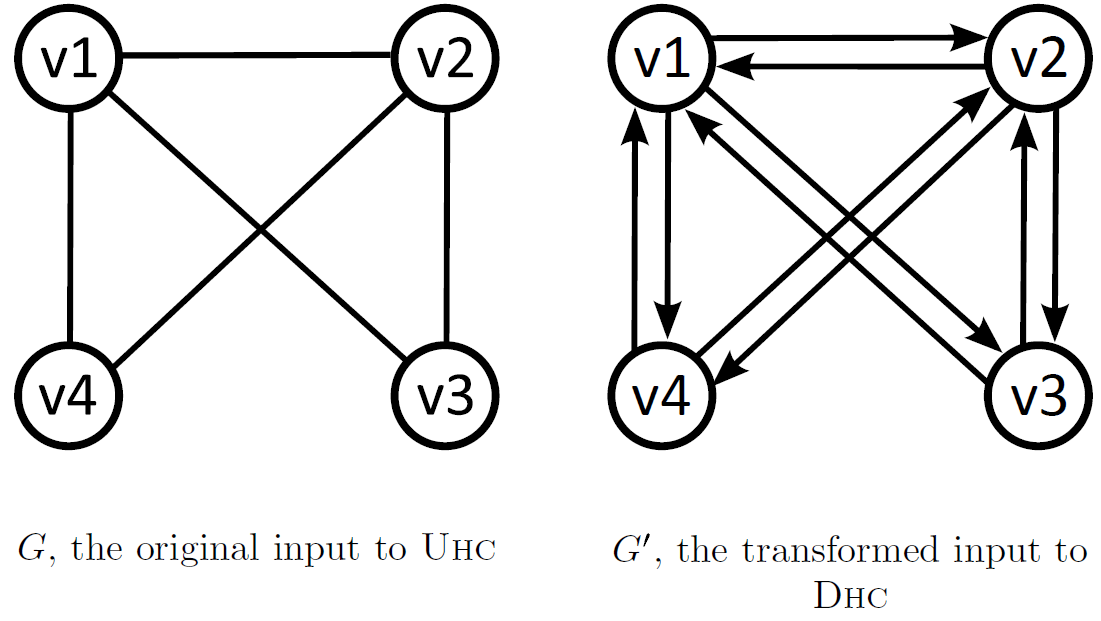 v1
v2
v4
v3
G, the original input to UHC
v1
v2
v4
v3
G′, the transformed input to
DHC